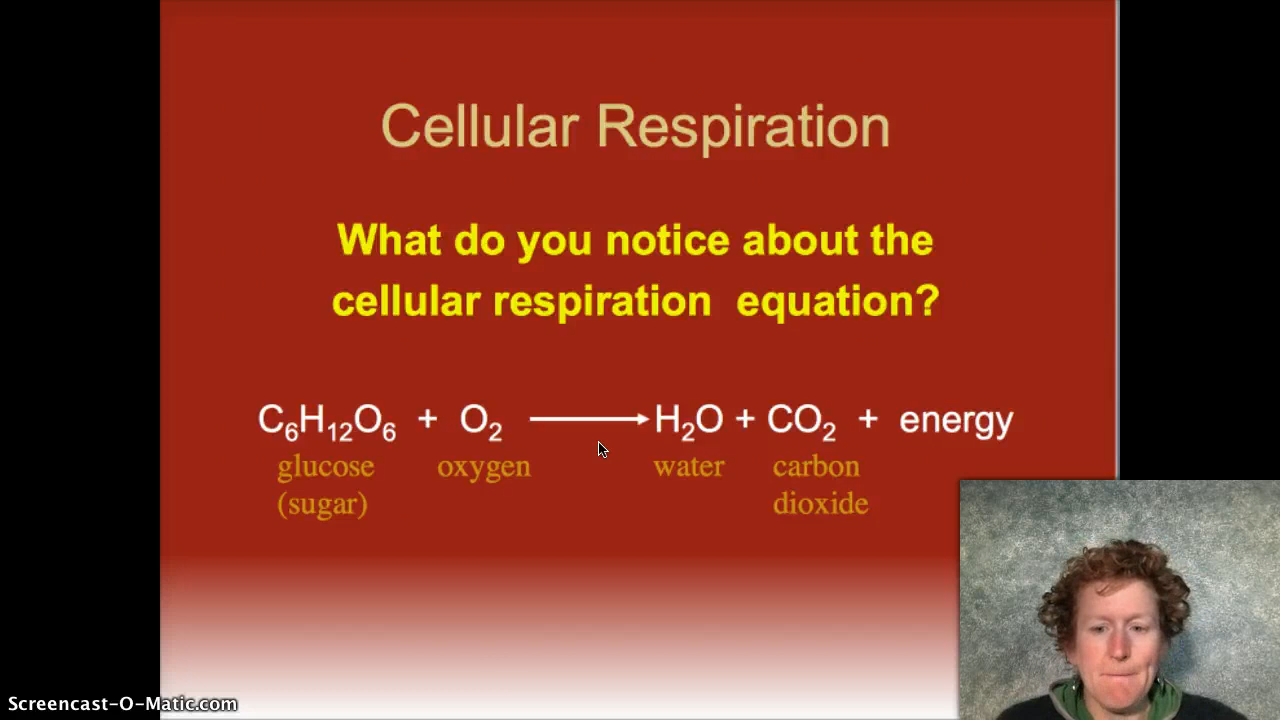 Cellular Respiration
What do you notice about the
cellular respiration equation?
C₆H₁₂O₆ + O₂ ⟶ H₂O + CO₂ + energy
glucose oxygen water carbon
(sugar) dioxide
Screencast-O-Matic.com